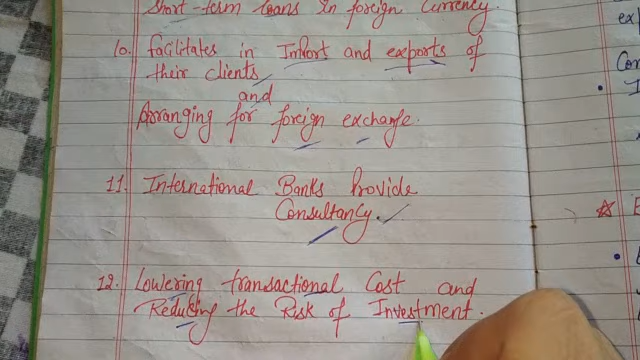 Short-term loans in foreign currency.
10. facilitates in Import and exports of
their clients
and
Arranging for foreign exchange.
11. International Banks Provide
Consultancy.
12. Lowering transactional Cost and
Reducing the Risk of Investment.